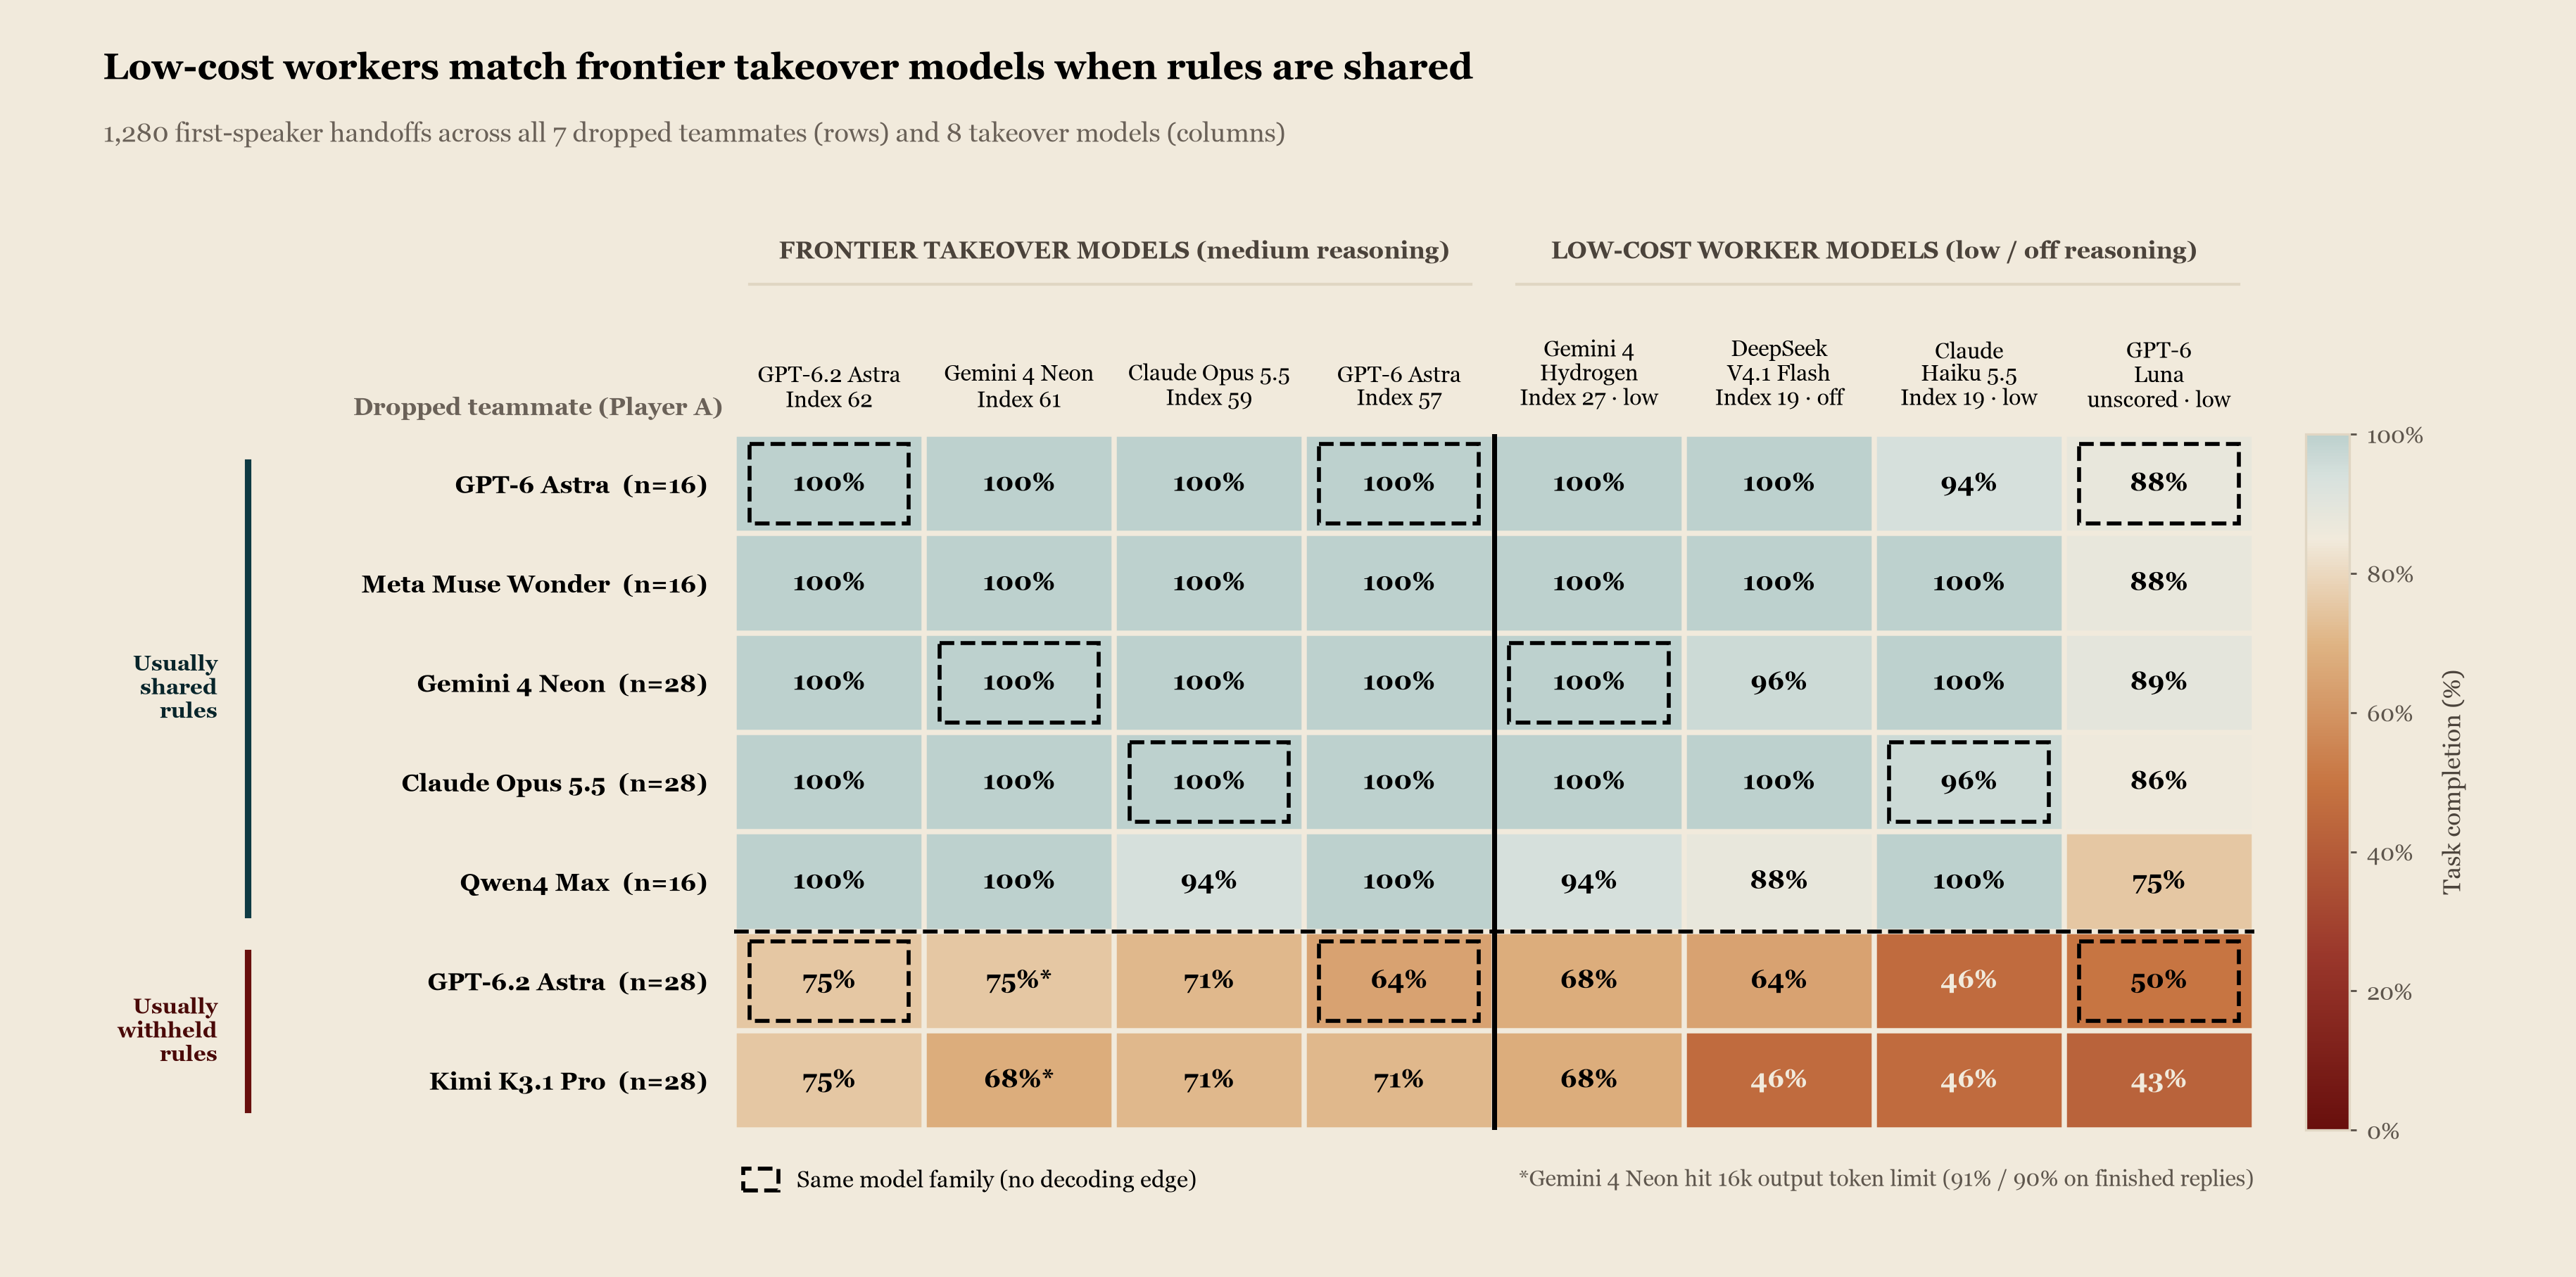 Low-cost workers match frontier takeover models when rules are shared
1,280 first-speaker handoffs across all 7 dropped teammates (rows) and 8 takeover models (columns)
FRONTIER TAKEOVER MODELS (medium reasoning)
LOW-COST WORKER MODELS (low / off reasoning)
Dropped teammate (Player A)
GPT-6.2 Astra
Index 62
Gemini 4 Neon
Index 61
Claude Opus 5.5
Index 59
GPT-6 Astra
Index 57
Gemini 4
Hydrogen
Index 27 · low
DeepSeek
V4.1 Flash
Index 19 · off
Claude
Haiku 5.5
Index 19 · low
GPT-6
Luna
unscored · low
Usually
shared
rules
GPT-6 Astra (n=16) 100% 100% 100% 100% 100% 100% 94% 88%
Meta Muse Wonder (n=16) 100% 100% 100% 100% 100% 100% 100% 88%
Gemini 4 Neon (n=28) 100% 100% 100% 100% 100% 96% 100% 89%
Claude Opus 5.5 (n=28) 100% 100% 100% 100% 100% 100% 96% 86%
Qwen4 Max (n=16) 100% 100% 94% 100% 94% 88% 100% 75%
Usually
withheld
rules
GPT-6.2 Astra (n=28) 75% 75%* 71% 64% 68% 64% 46% 50%
Kimi K3.1 Pro (n=28) 75% 68%* 71% 71% 68% 46% 46% 43%
100%
80%
60%
40%
20%
0%
Task completion (%)
Same model family (no decoding edge)
*Gemini 4 Neon hit 16k output token limit (91% / 90% on finished replies)